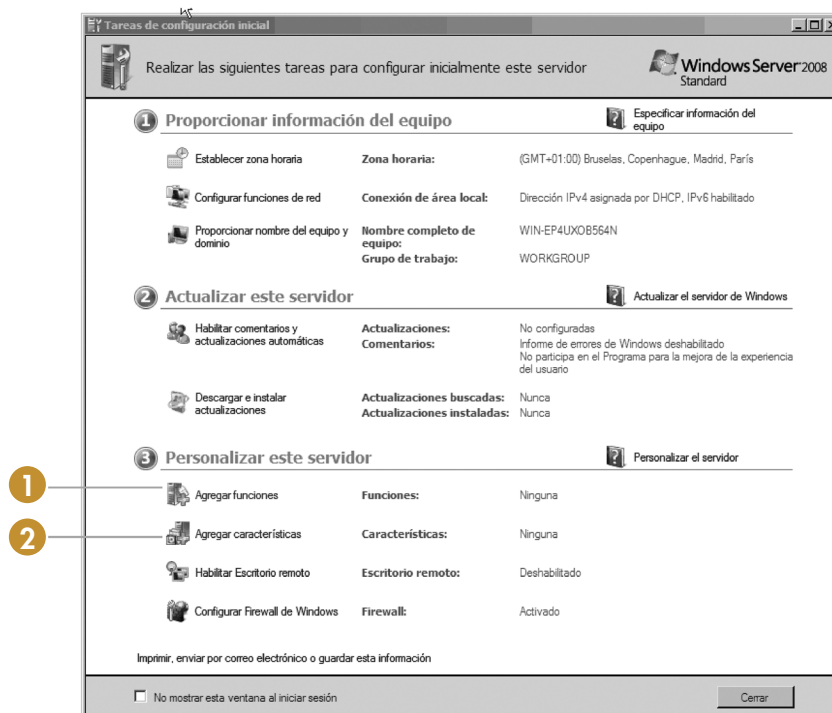 Tareas de configuración inicial
Realizar las siguientes tareas para configurar inicialmente este servidor
Windows Server 2008
Standard
1 Proporcionar información del equipo
Especificar información del
equipo
Establecer zona horaria
Zona horaria:
(GMT+01:00) Bruselas, Copenhague, Madrid, París
Configurar funciones de red
Conexión de área local:
Dirección IPv4 asignada por DHCP, IPv6 habilitado
Proporcionar nombre del equipo y
dominio
Nombre completo de
equipo:
WIN-EP4UXOB564N
Grupo de trabajo:
WORKGROUP
2 Actualizar este servidor
Actualizar el servidor de Windows
Habilitar comentarios y
actualizaciones automáticas
Actualizaciones:
No configuradas
Comentarios:
Informe de errores de Windows deshabilitado
No participa en el Programa para la mejora de la experiencia
del usuario
Descargar e instalar
actualizaciones
Actualizaciones buscadas:
Nunca
Actualizaciones instaladas:
Nunca
3 Personalizar este servidor
Personalizar el servidor
1
Agregar funciones
Funciones:
Ninguna
2
Agregar características
Características:
Ninguna
Habilitar Escritorio remoto
Escritorio remoto:
Deshabilitado
Configurar Firewall de Windows
Firewall:
Activado
Imprimir, enviar por correo electrónico o guardar esta información
No mostrar esta ventana al iniciar sesión
Cerrar